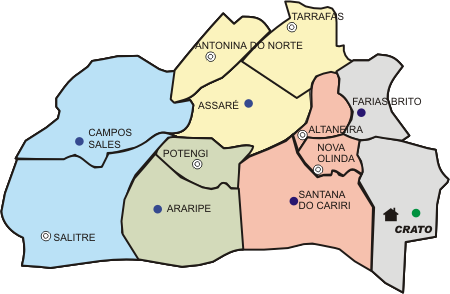 TARRAFAS
ANTONINA DO NORTE
ASSARÉ
FARIAS BRITO
CAMPOS
SALES
ALTANEIRA
POTENGI
NOVA
OLINDA
SANTANA
DO CARIRI
ARARIPE
SALITRE
CRATO